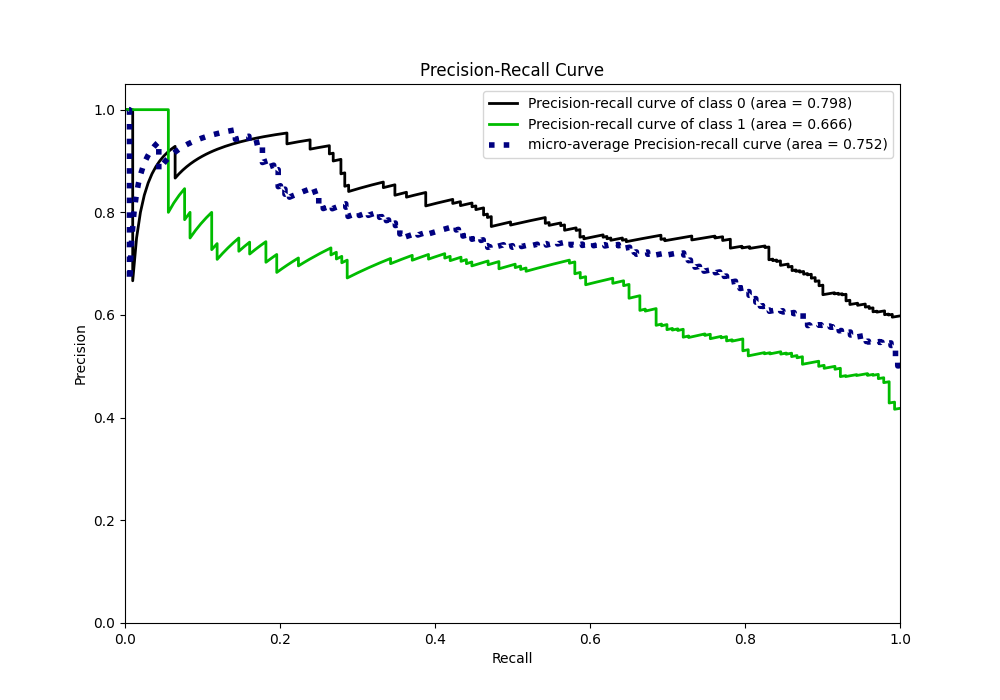 Precision-Recall Curve
Precision-recall curve of class 0 (area = 0.798)
Precision-recall curve of class 1 (area = 0.666)
micro-average Precision-recall curve (area = 0.752)
Precision
1.0
0.8
0.6
0.4
0.2
0.0
0.0 0.2 0.4 0.6 0.8 1.0
Recall